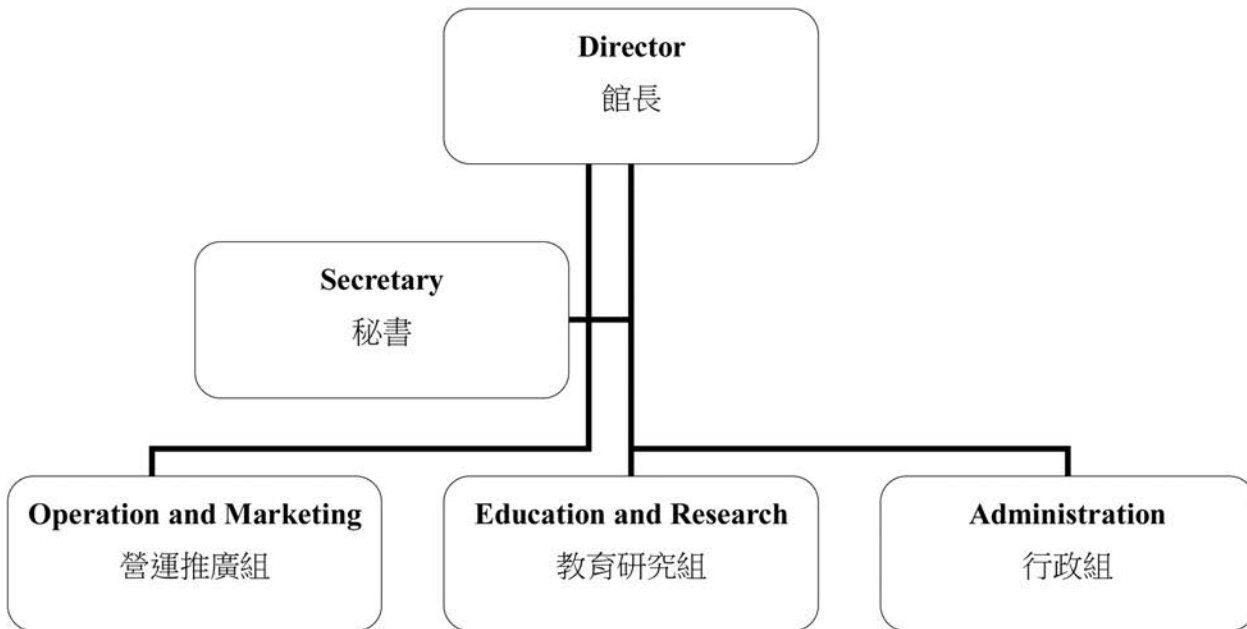 Director
館長
Secretary
秘書
Operation and Marketing
營運推廣組
Education and Research
教育研究組
Administration
行政組